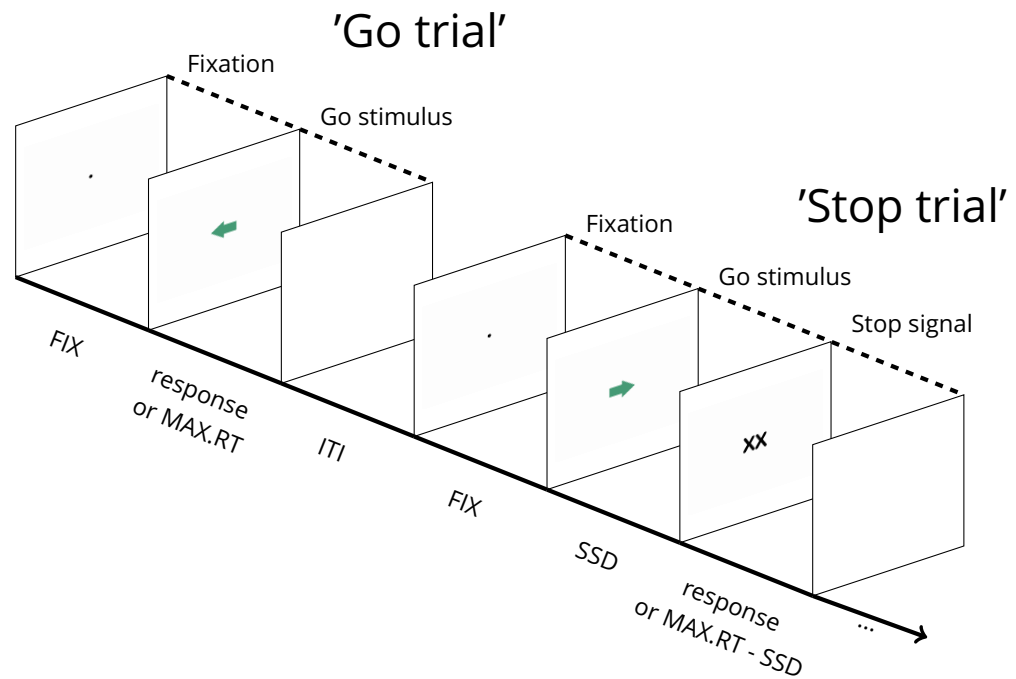 ’Go trial’
Fixation
Go stimulus
’Stop trial’
Fixation
Go stimulus
Stop signal
XX
FIX
response
or MAX.RT
ITI
FIX
SSD
response
or MAX.RT - SSD
...